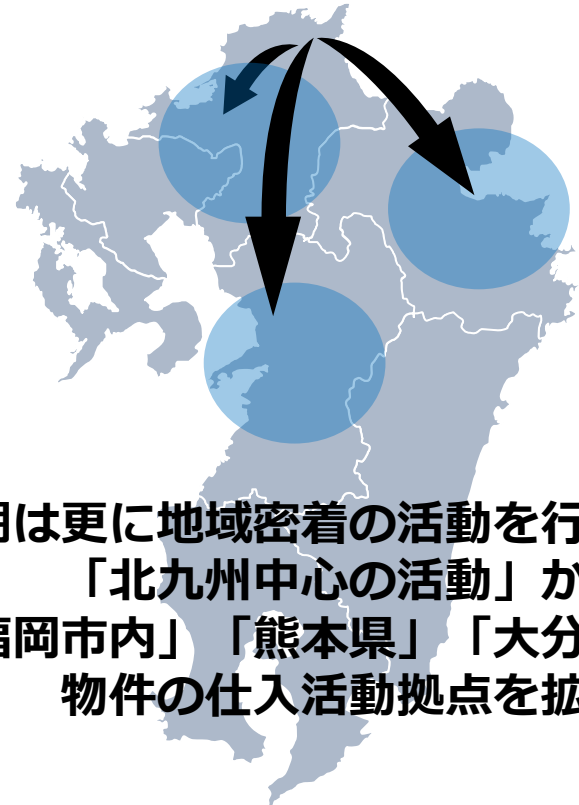 期は更に地域密着の活動を行
「北九州中心の活動」か
福岡市内」「熊本県」「大分
物件の仕入活動拠点を拡